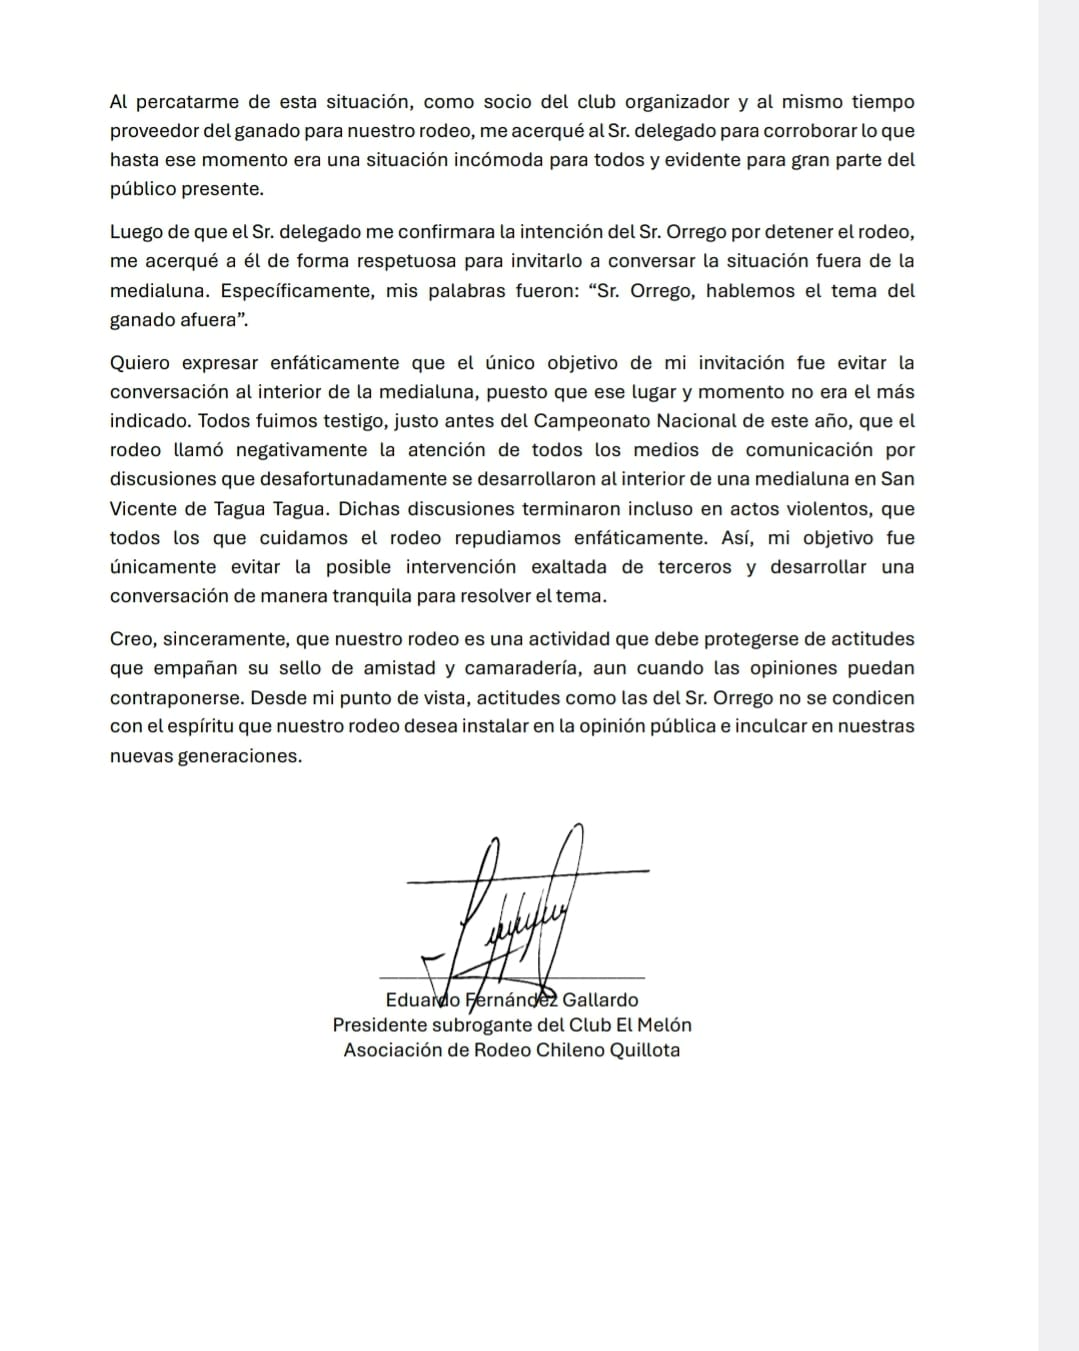 Al percatarme de esta situación, como socio del club organizador y al mismo tiempo
proveedor del ganado para nuestro rodeo, me acerqué al Sr. delegado para corroborar lo que
hasta ese momento era una situación incómoda para todos y evidente para gran parte del
público presente.
Luego de que el Sr. delegado me confirmara la intención del Sr. Orrego por detener el rodeo,
me acerqué a él de forma respetuosa para invitarlo a conversar la situación fuera de la
medialuna. Específicamente, mis palabras fueron: “Sr. Orrego, hablemos el tema del
ganado afuera”.
Quiero expresar enfáticamente que el único objetivo de mi invitación fue evitar la
conversación al interior de la medialuna, puesto que ese lugar y momento no era el más
indicado. Todos fuimos testigo, justo antes del Campeonato Nacional de este año, que el
rodeo llamó negativamente la atención de todos los medios de comunicación por
discusiones que desafortunadamente se desarrollaron al interior de una medialuna en San
Vicente de Tagua Tagua. Dichas discusiones terminaron incluso en actos violentos, que
todos los que cuidamos el rodeo repudiamos enfáticamente. Así, mi objetivo fue
únicamente evitar la posible intervención exaltada de terceros y desarrollar una
conversación de manera tranquila para resolver el tema.
Creo, sinceramente, que nuestro rodeo es una actividad que debe protegerse de actitudes
que empañan su sello de amistad y camaradería, aun cuando las opiniones puedan
contraponerse. Desde mi punto de vista, actitudes como las del Sr. Orrego no se condicen
con el espíritu que nuestro rodeo desea instalar en la opinión pública e inculcar en nuestras
nuevas generaciones.
Eduardo Fernández Gallardo
Presidente subrogante del Club El Melón
Asociación de Rodeo Chileno Quillota